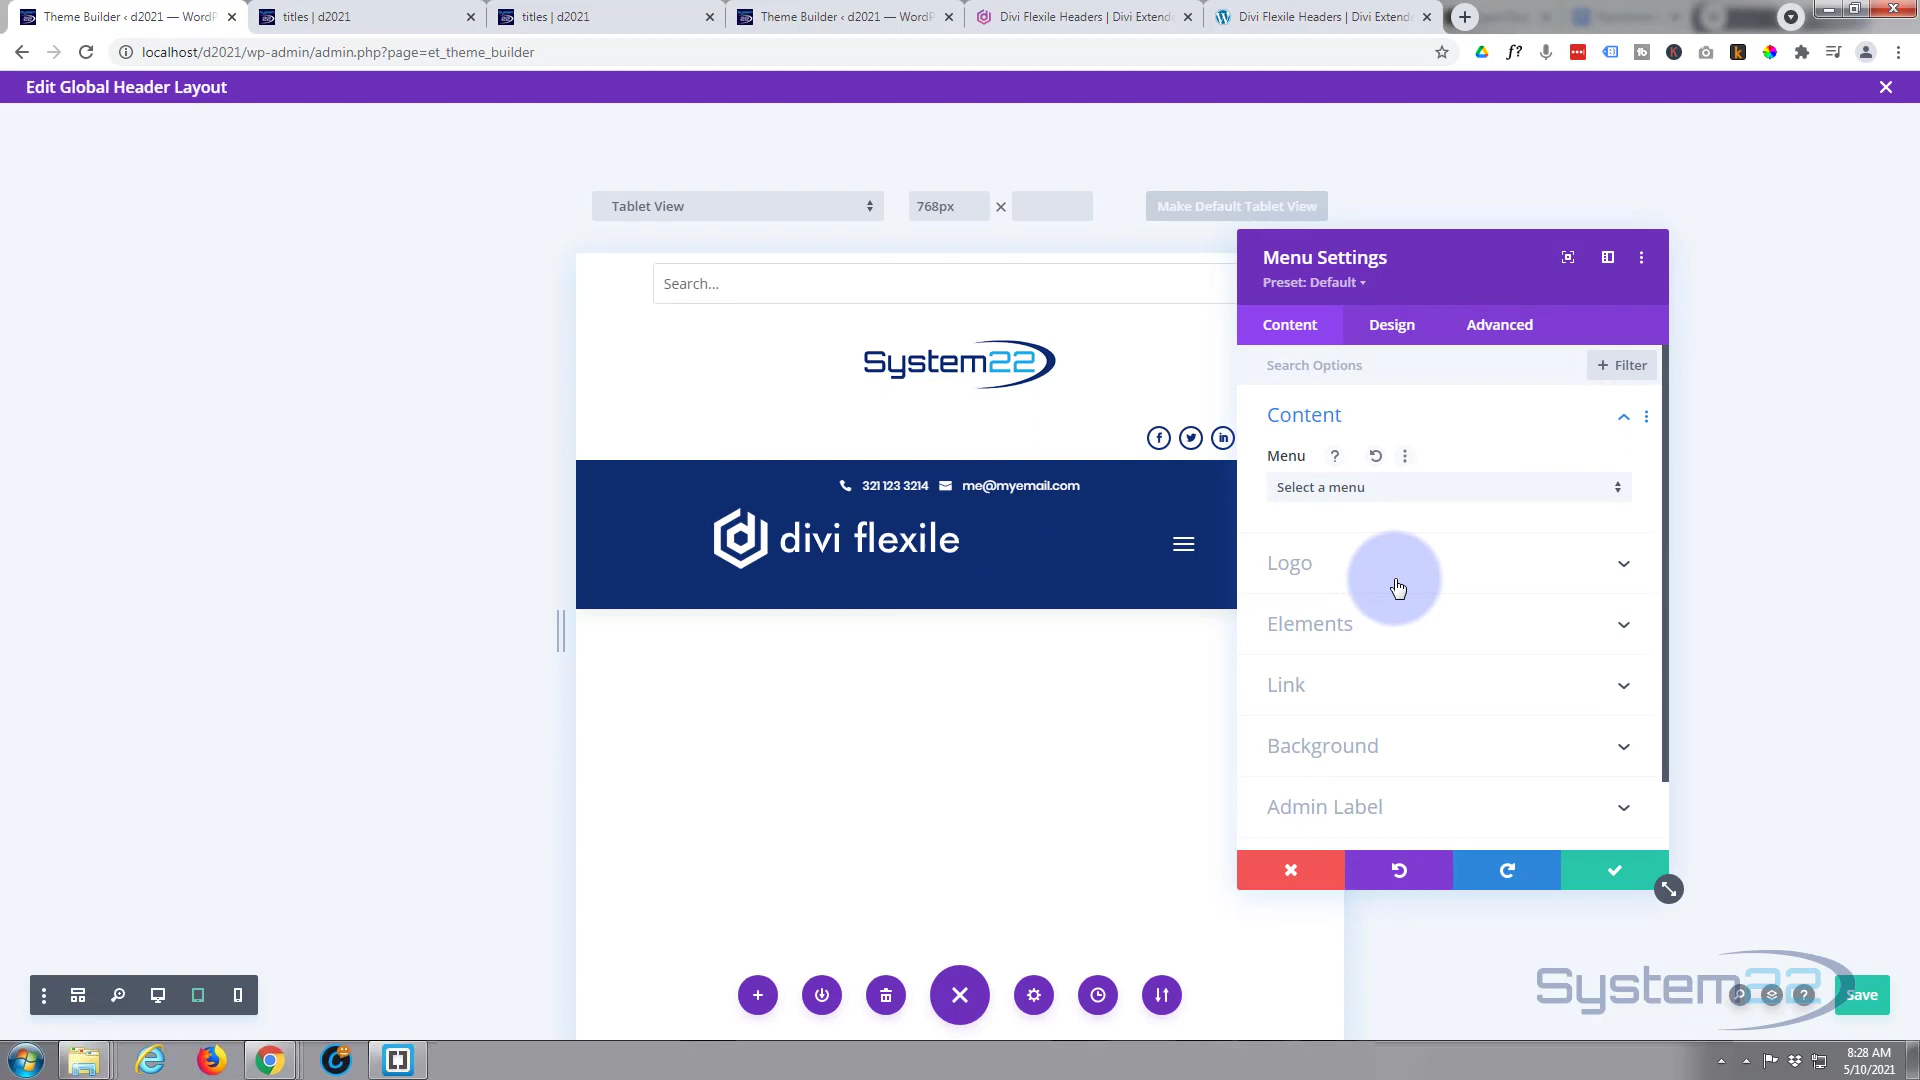 Theme Builder ‹ d2021 — WordP
titles | d2021
titles | d2021
Theme Builder ‹ d2021 — WordP
Divi Flexile Headers | Divi Extend
Divi Flexile Headers | Divi Extend
localhost/d2021/wp-admin/admin.php?page=et_theme_builder
Edit Global Header Layout
Tablet View
768px
Make Default Tablet View
Search...
System22
321 123 3214
me@myemail.com
divi flexile
Menu Settings
Preset: Default
Content
Design
Advanced
Search Options
+ Filter
Content
Menu
Select a menu
Logo
Elements
Link
Background
Admin Label
System22
Save
8:28 AM
5/10/2021